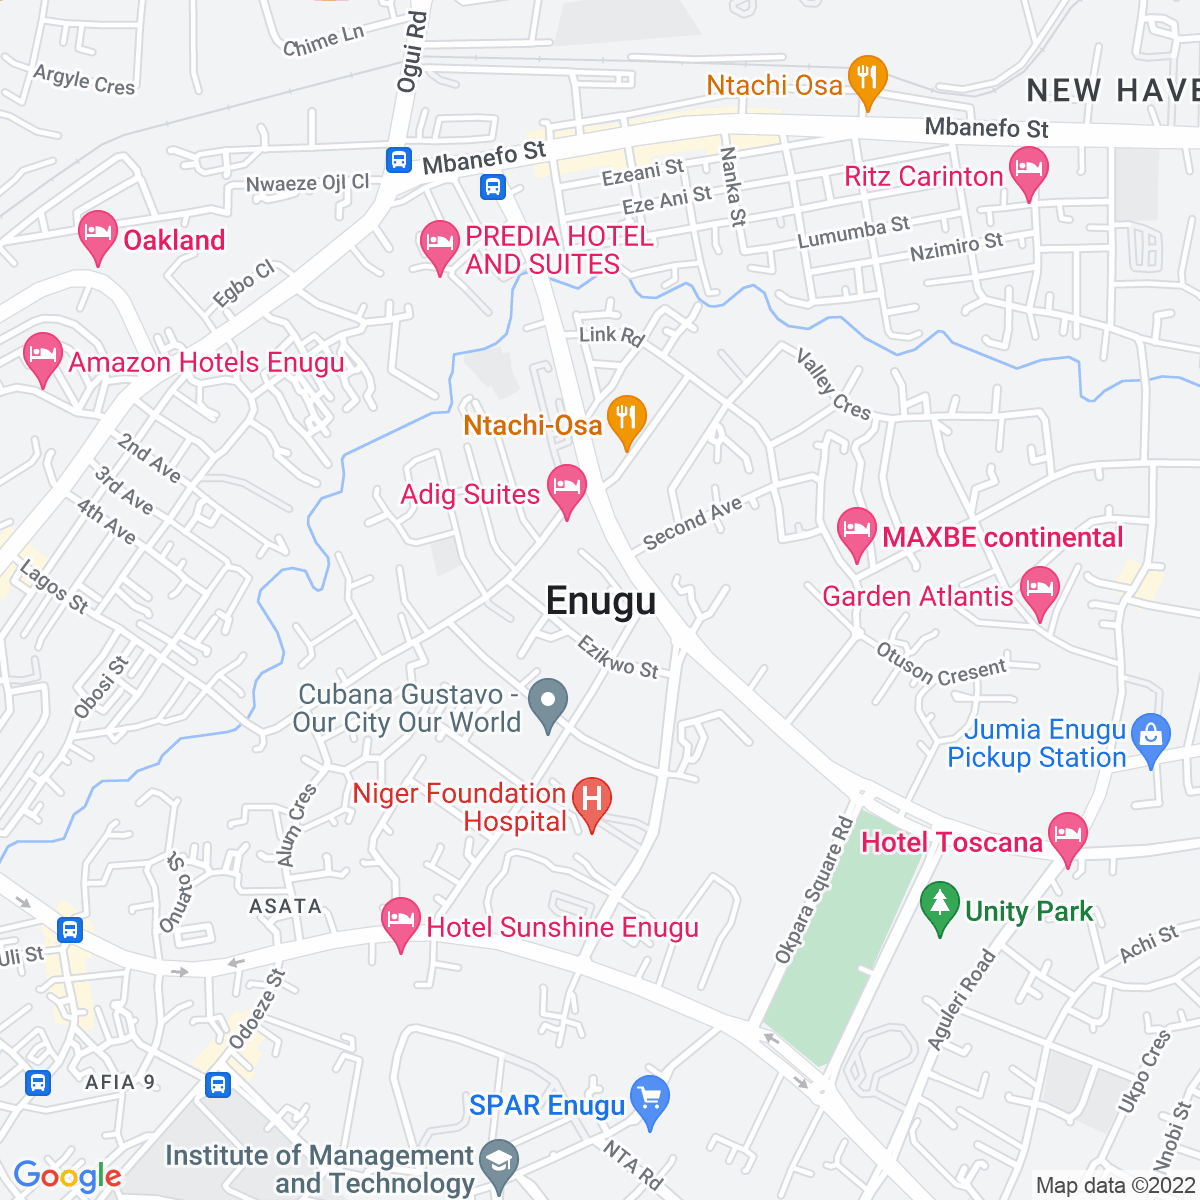 Chime Ln
Ogui Rd
Argyle Cres
Ntachi Osa
NEW HAVE
Mbanefo St
Mbanefo St
Nwaeze Ojl Cl
Ezeani St
Nanka St
Ritz Carinton
Eze Ani St
Lumumba St
Nzimiro St
Oakland
PREDIA HOTEL
AND SUITES
Egbo Cl
Link Rd
Amazon Hotels Enugu
Valley Cres
Ntachi-Osa
2nd Ave
3rd Ave
4th Ave
Adig Suites
Second Ave
MAXBE continental
Lagos St
Enugu
Garden Atlantis
Ezikwo St
Otuson Cresent
Obosi St
Cubana Gustavo -
Our City Our World
Jumia Enugu
Pickup Station
Niger Foundation
Hospital
Alum Cres
Okpara Square Rd
Hotel Toscana
Onuato St
ASATA
Hotel Sunshine Enugu
Unity Park
Uli St
Achi St
Odoeze St
Aguleri Road
AFIA 9
SPAR Enugu
Ukpo Cres
Nnobi St
Institute of Management
and Technology
NTA Rd
Google
Map data ©2022